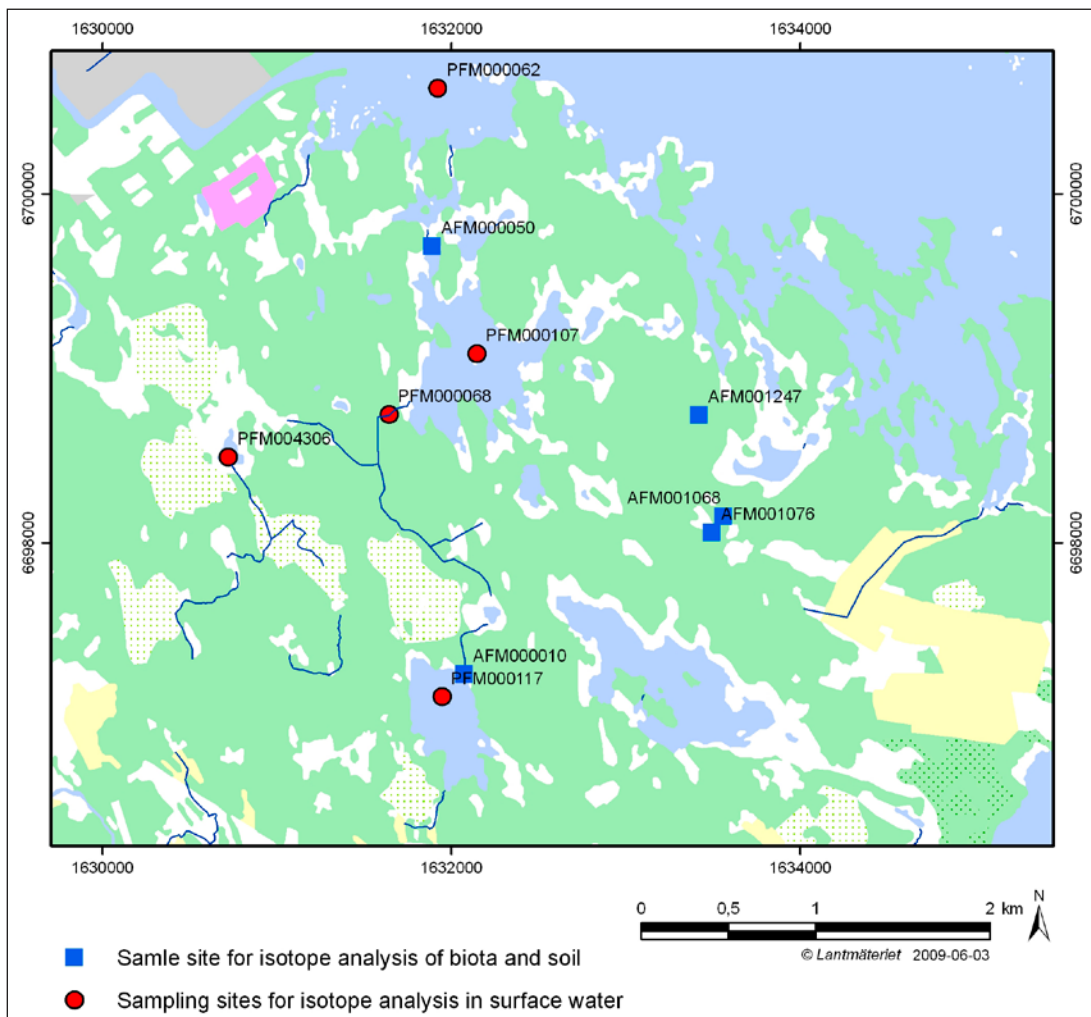 1630000 1632000 1634000
PFM000062
6700000 6700000
AFM000050
PFM000107
PFM000068
AFM001247
PFM004306
AFM001068
AFM001076
6698000 6698000
AFM000010
PFM000117
1630000 1632000 1634000
0 0,5 1 2 km
N
© Lantmäteriet 2009-06-03
Samle site for isotope analysis of biota and soil
Sampling sites for isotope analysis in surface water